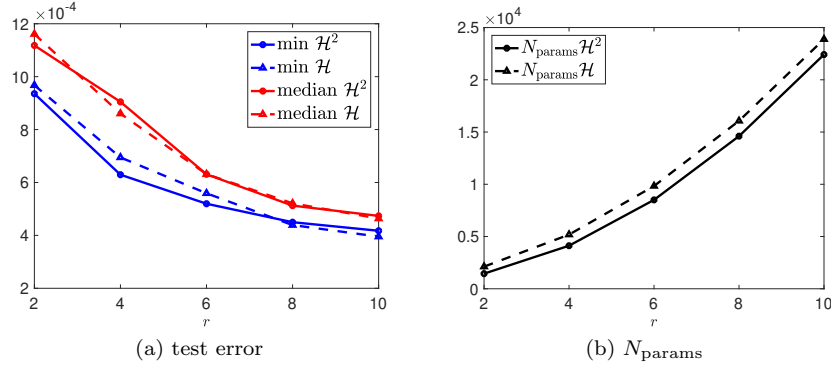 ×10⁻⁴
12
10
8
6
4
2
2 4 6 8 10
r
min ℋ²
min ℋ
median ℋ²
median ℋ
(a) test error
×10⁴
2.5
2
1.5
1
0.5
0
2 4 6 8 10
r
N_params ℋ²
N_params ℋ
(b) N_params